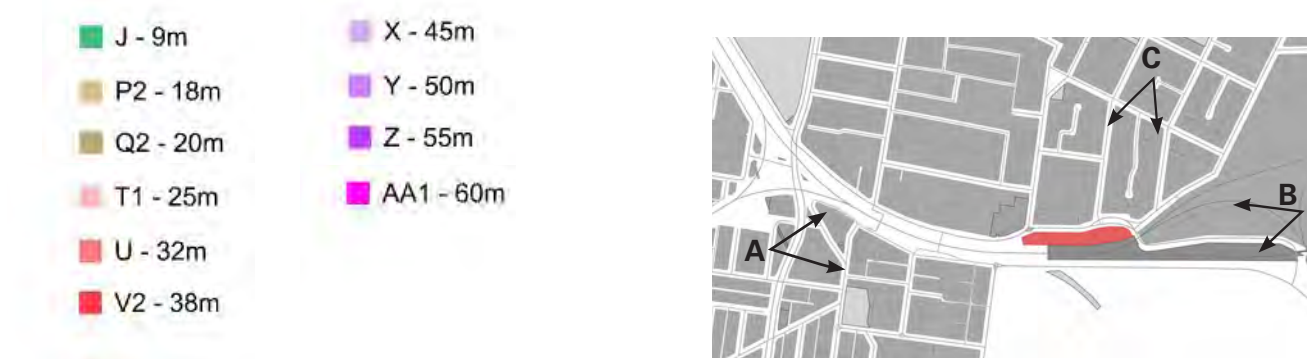 J - 9m
P2 - 18m
Q2 - 20m
T1 - 25m
U - 32m
V2 - 38m
X - 45m
Y - 50m
Z - 55m
AA1 - 60m
C
B
A